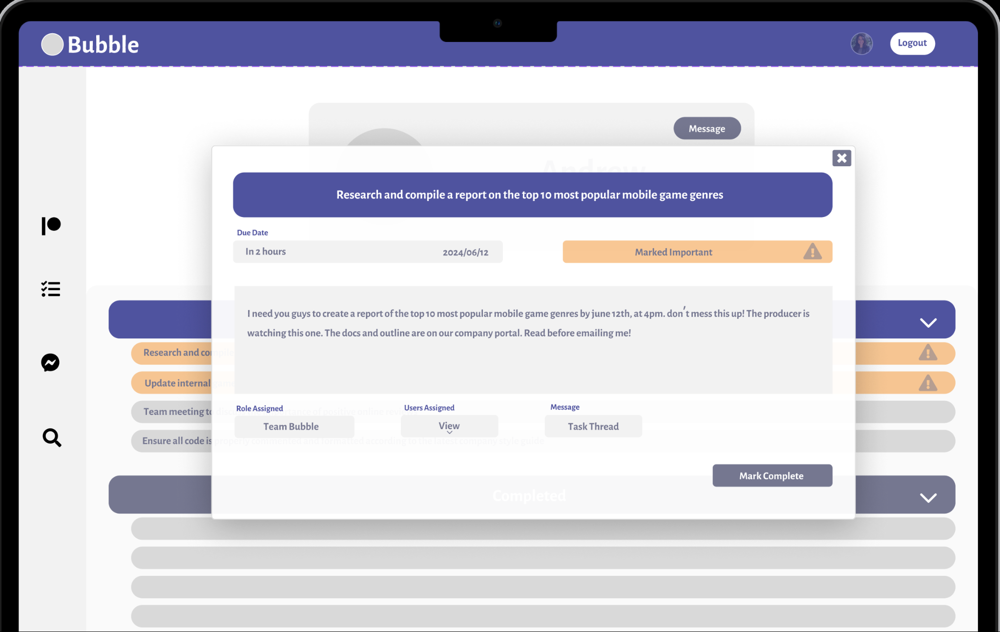 Bubble
Logout
Message
Andrew
Research and compile a report on the top 10 most popular mobile game genres
Due Date
In 2 hours 2024/06/12
Marked Important
I need you guys to create a report of the top 10 most popular mobile game genres by june 12th, at 4pm. don't mess this up! The producer is
watching this one. The docs and outline are on our company portal. Read before emailing me!
Research and compile
Update internal game
Team meeting to discuss the importance of positive online revi
Ensure all code is properly commented and formatted according to the latest company style guide
Role Assigned
Team Bubble
Users Assigned
View
Message
Task Thread
Mark Complete
Completed